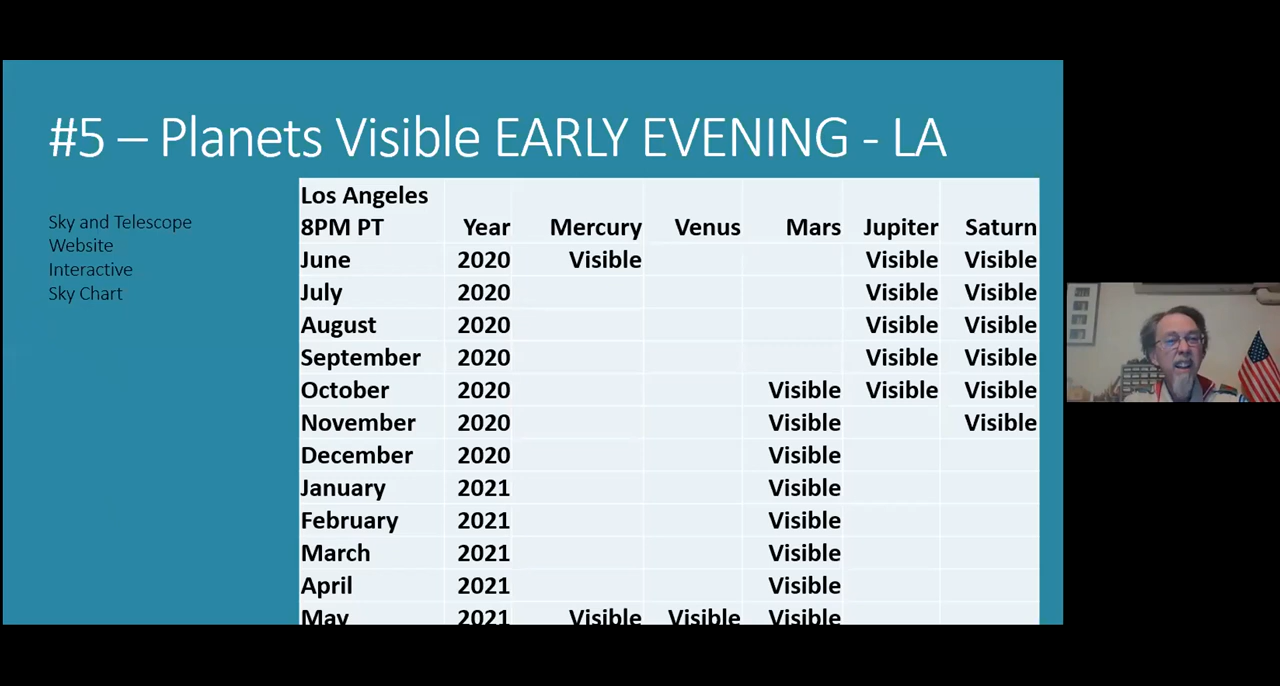 #5 – Planets Visible EARLY EVENING - LA
Sky and Telescope
Website
Interactive
Sky Chart
Los Angeles
8PM PT Year Mercury Venus Mars Jupiter Saturn
June 2020 Visible Visible Visible
July 2020 Visible Visible
August 2020 Visible Visible
September 2020 Visible Visible
October 2020 Visible Visible Visible
November 2020 Visible Visible
December 2020 Visible
January 2021 Visible
February 2021 Visible
March 2021 Visible
April 2021 Visible
May 2021 Visible Visible Visible